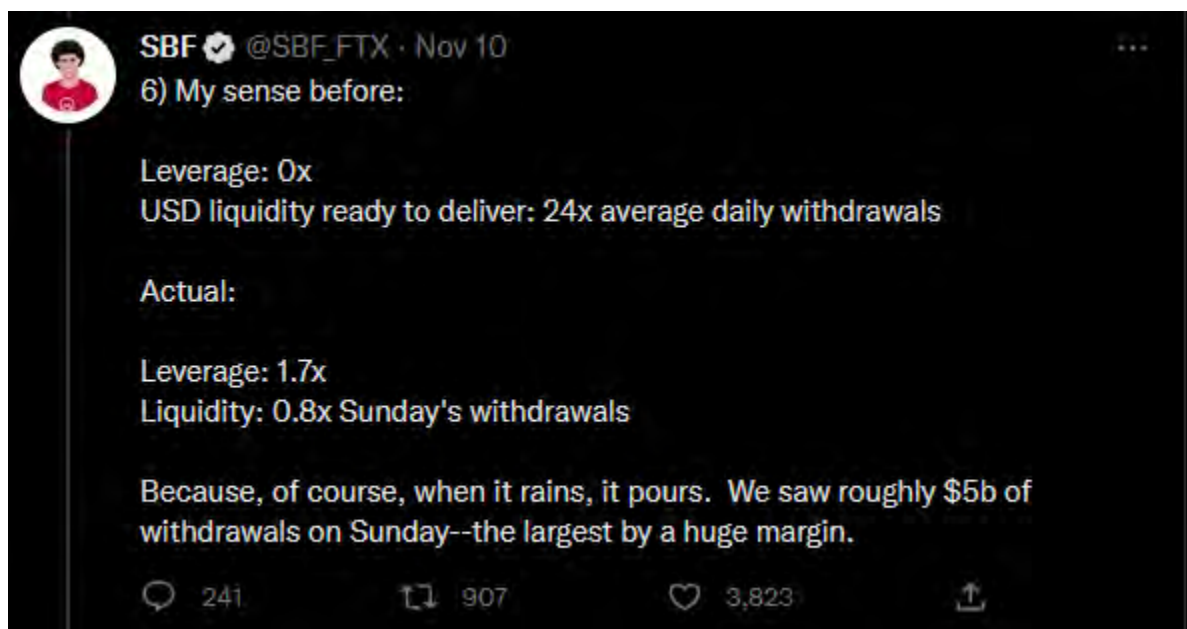 SBF @SBF_FTX · Nov 10
6) My sense before:
Leverage: 0x
USD liquidity ready to deliver: 24x average daily withdrawals
Actual:
Leverage: 1.7x
Liquidity: 0.8x Sunday's withdrawals
Because, of course, when it rains, it pours.  We saw roughly $5b of
withdrawals on Sunday--the largest by a huge margin.
241 907 3,823